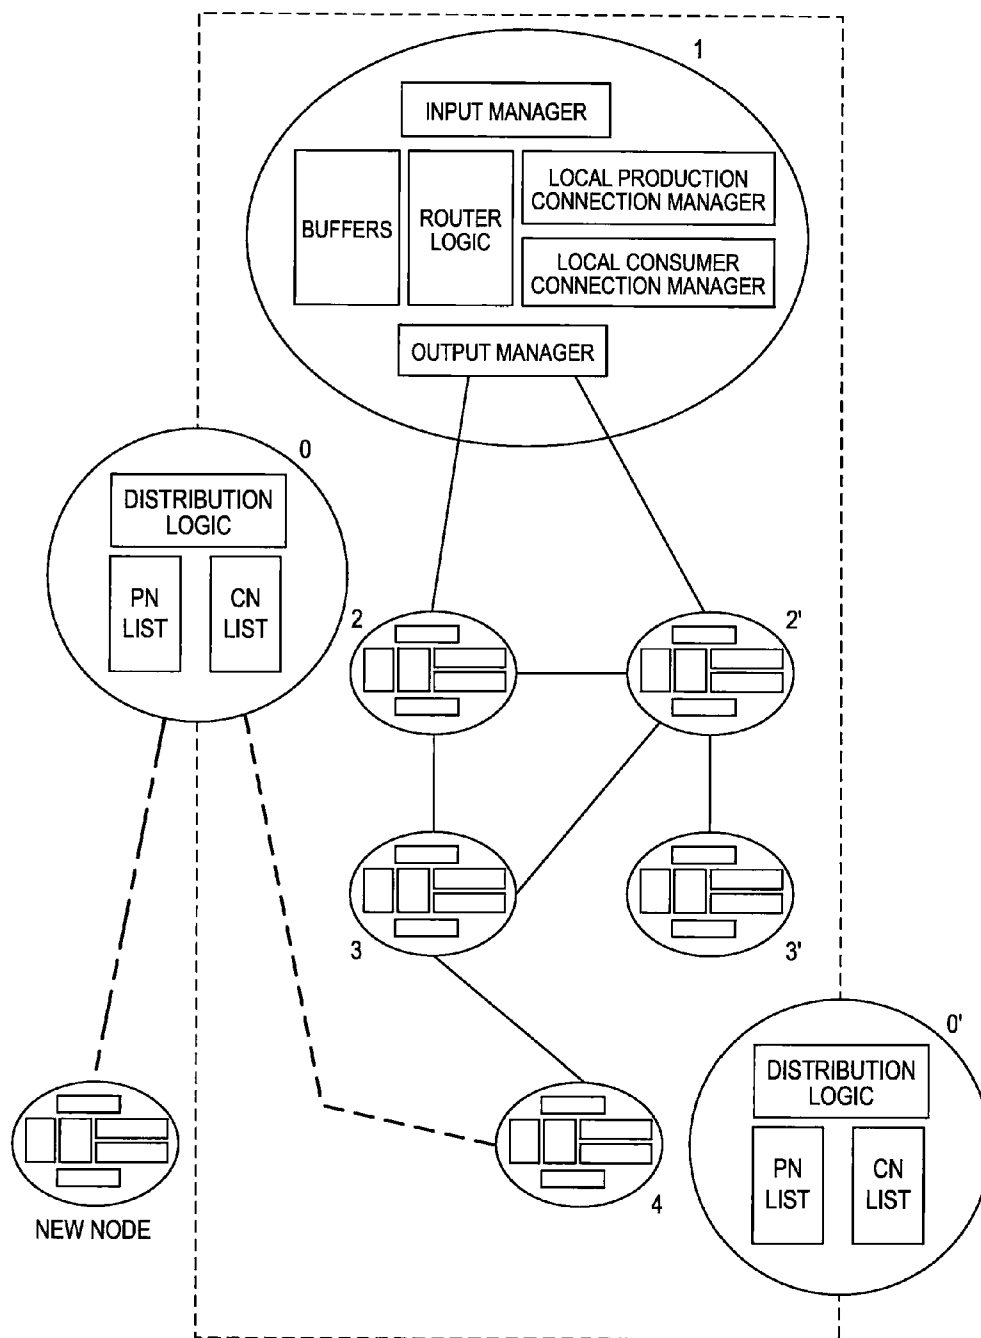 1
INPUT MANAGER
BUFFERS
ROUTER
LOGIC
LOCAL PRODUCTION
CONNECTION MANAGER
LOCAL CONSUMER
CONNECTION MANAGER
OUTPUT MANAGER
0
DISTRIBUTION
LOGIC
PN
LIST
CN
LIST
2
2'
3
3'
0'
DISTRIBUTION
LOGIC
PN
LIST
CN
LIST
4
NEW NODE